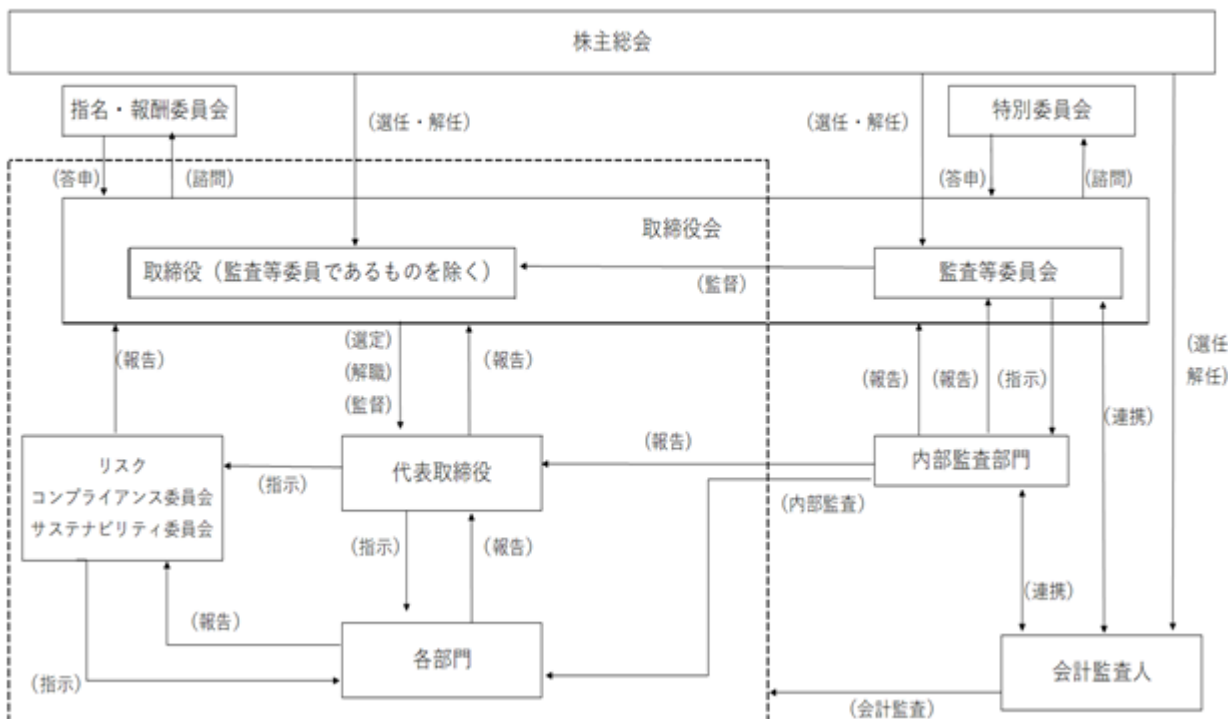 株主総会
指名・報酬委員会
特別委員会
(選任・解任)
(選任・解任)
(答申)
(諮問)
(答申)
(諮問)
取締役会
取締役（監査等委員であるものを除く）
監査等委員会
(監督)
(選定)
(解職)
(監督)
(報告)
(報告)
(報告)
(報告)
(指示)
(連携)
(選任
解任)
リスク
コンプライアンス委員会
サステナビリティ委員会
(指示)
代表取締役
(報告)
内部監査部門
(内部監査)
(指示)
(報告)
(連携)
(報告)
(指示)
各部門
会計監査人
(会計監査)